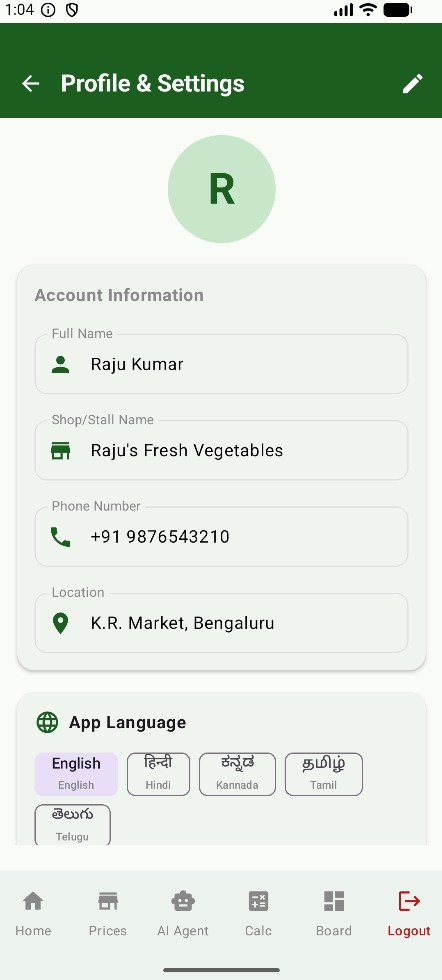 1:04
Profile & Settings
R
Account Information
Full Name
Raju Kumar
Shop/Stall Name
Raju's Fresh Vegetables
Phone Number
+91 9876543210
Location
K.R. Market, Bengaluru
App Language
English हिन्दी ಕನ್ನಡ தமிழ்
English Hindi Kannada Tamil
తెలుగు
Telugu
Home Prices AI Agent Calc Board Logout